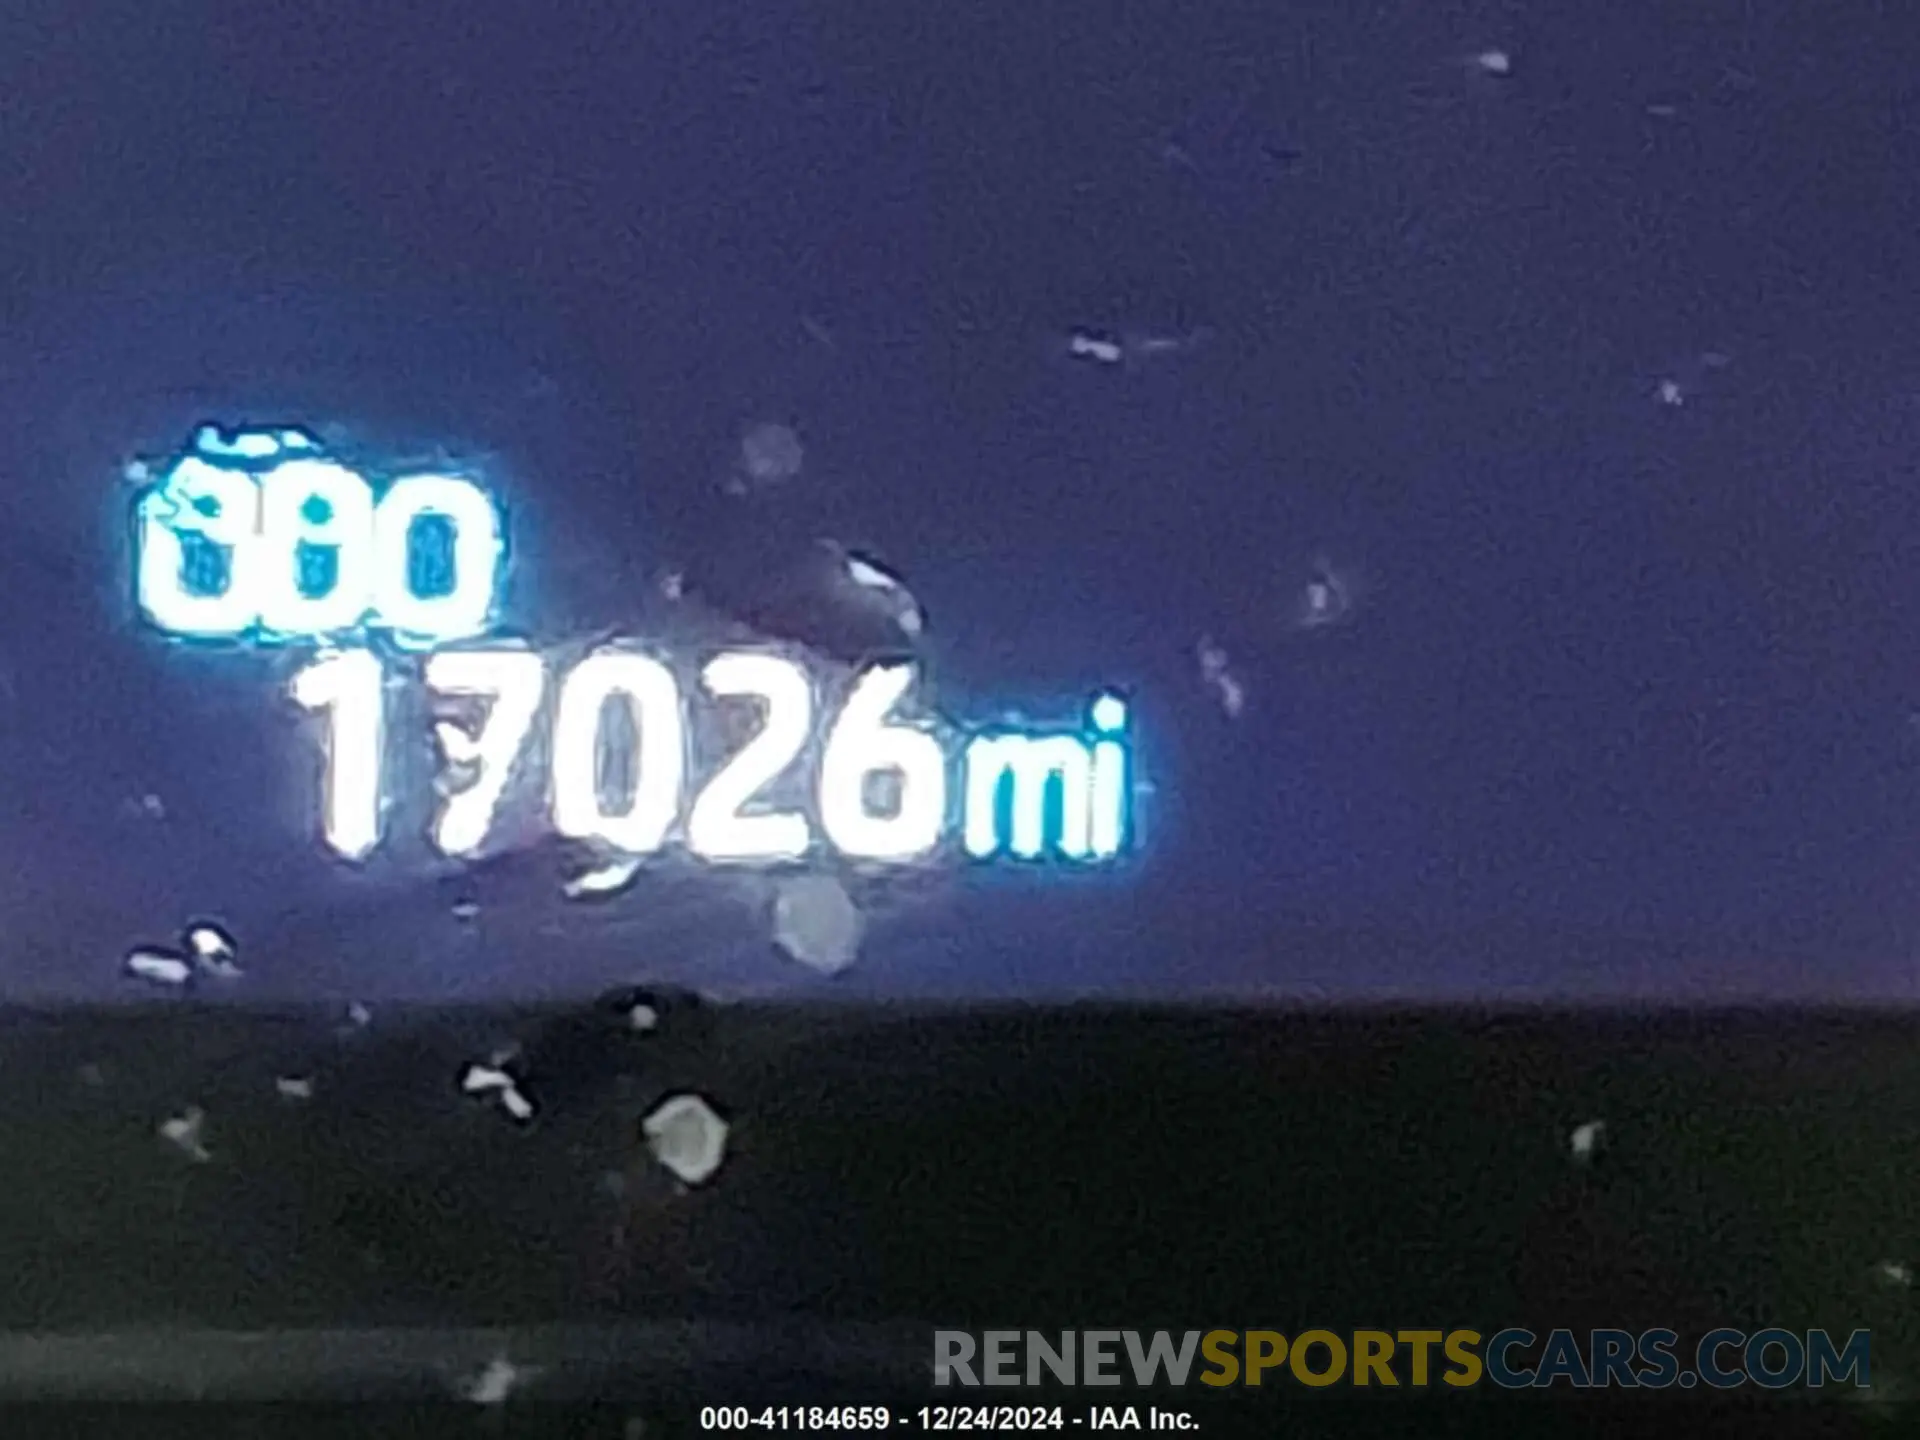 17026mi
RENEWSPORTSCARS.COM
000-41184659 - 12/24/2024 - IAA Inc.